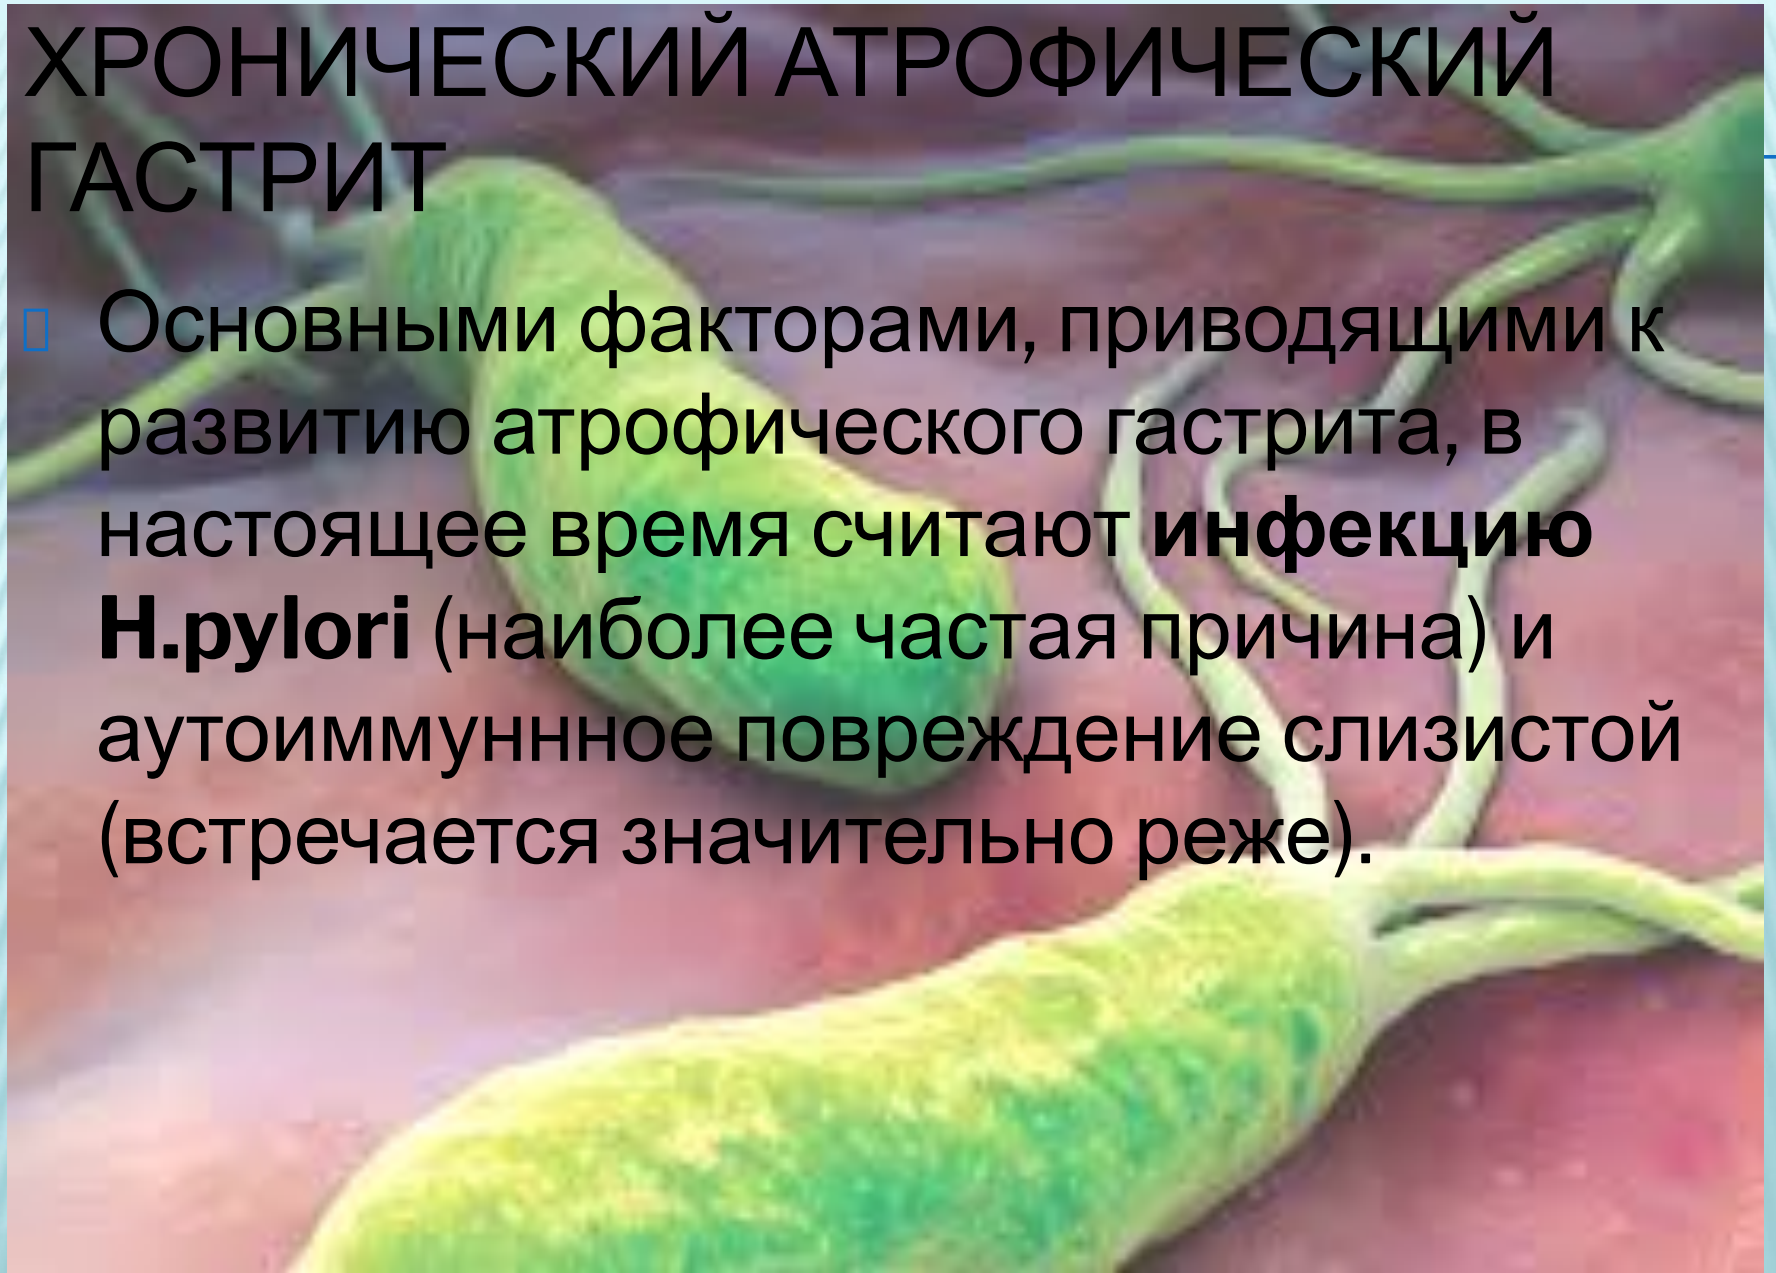 ХРОНИЧЕСКИЙ АТРОФИЧЕСКИЙ
ГАСТРИТ
Основными факторами, приводящими к
развитию атрофического гастрита, в
настоящее время считают инфекцию
H.pylori (наиболее частая причина) и
аутоиммуннное повреждение слизистой
(встречается значительно реже).